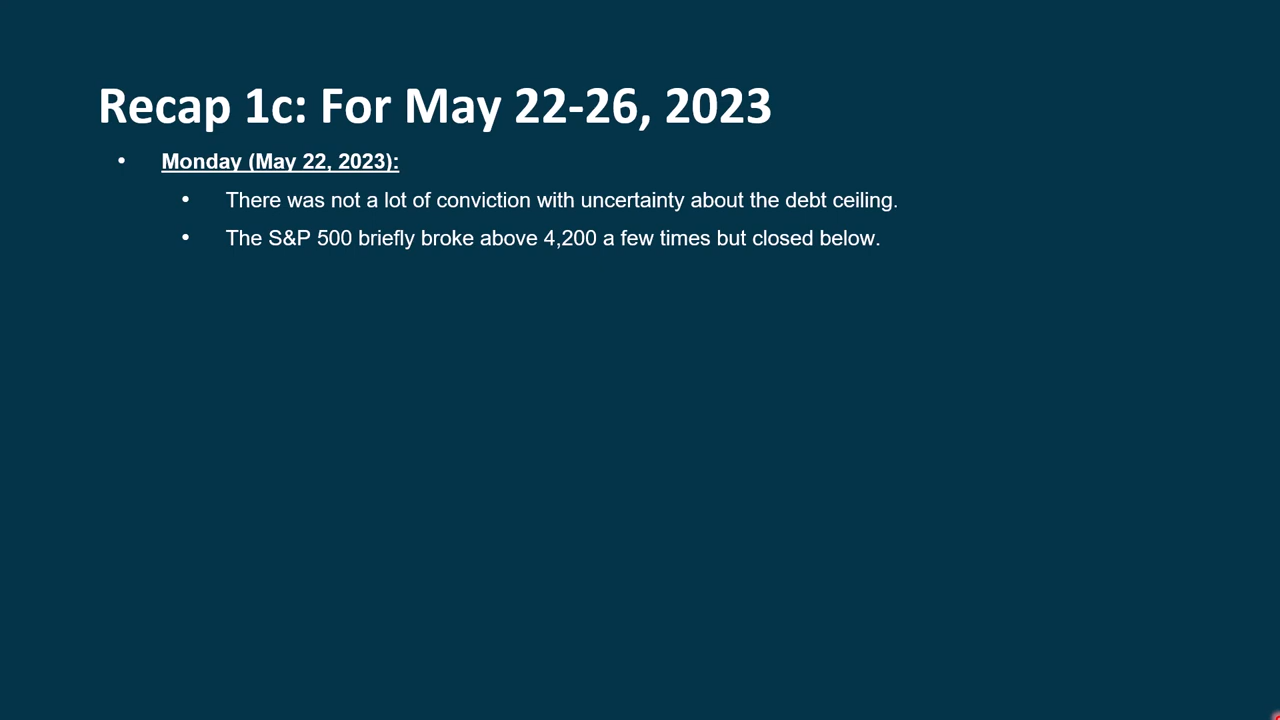 Recap 1c: For May 22-26, 2023
• Monday (May 22, 2023):
• There was not a lot of conviction with uncertainty about the debt ceiling.
• The S&P 500 briefly broke above 4,200 a few times but closed below.